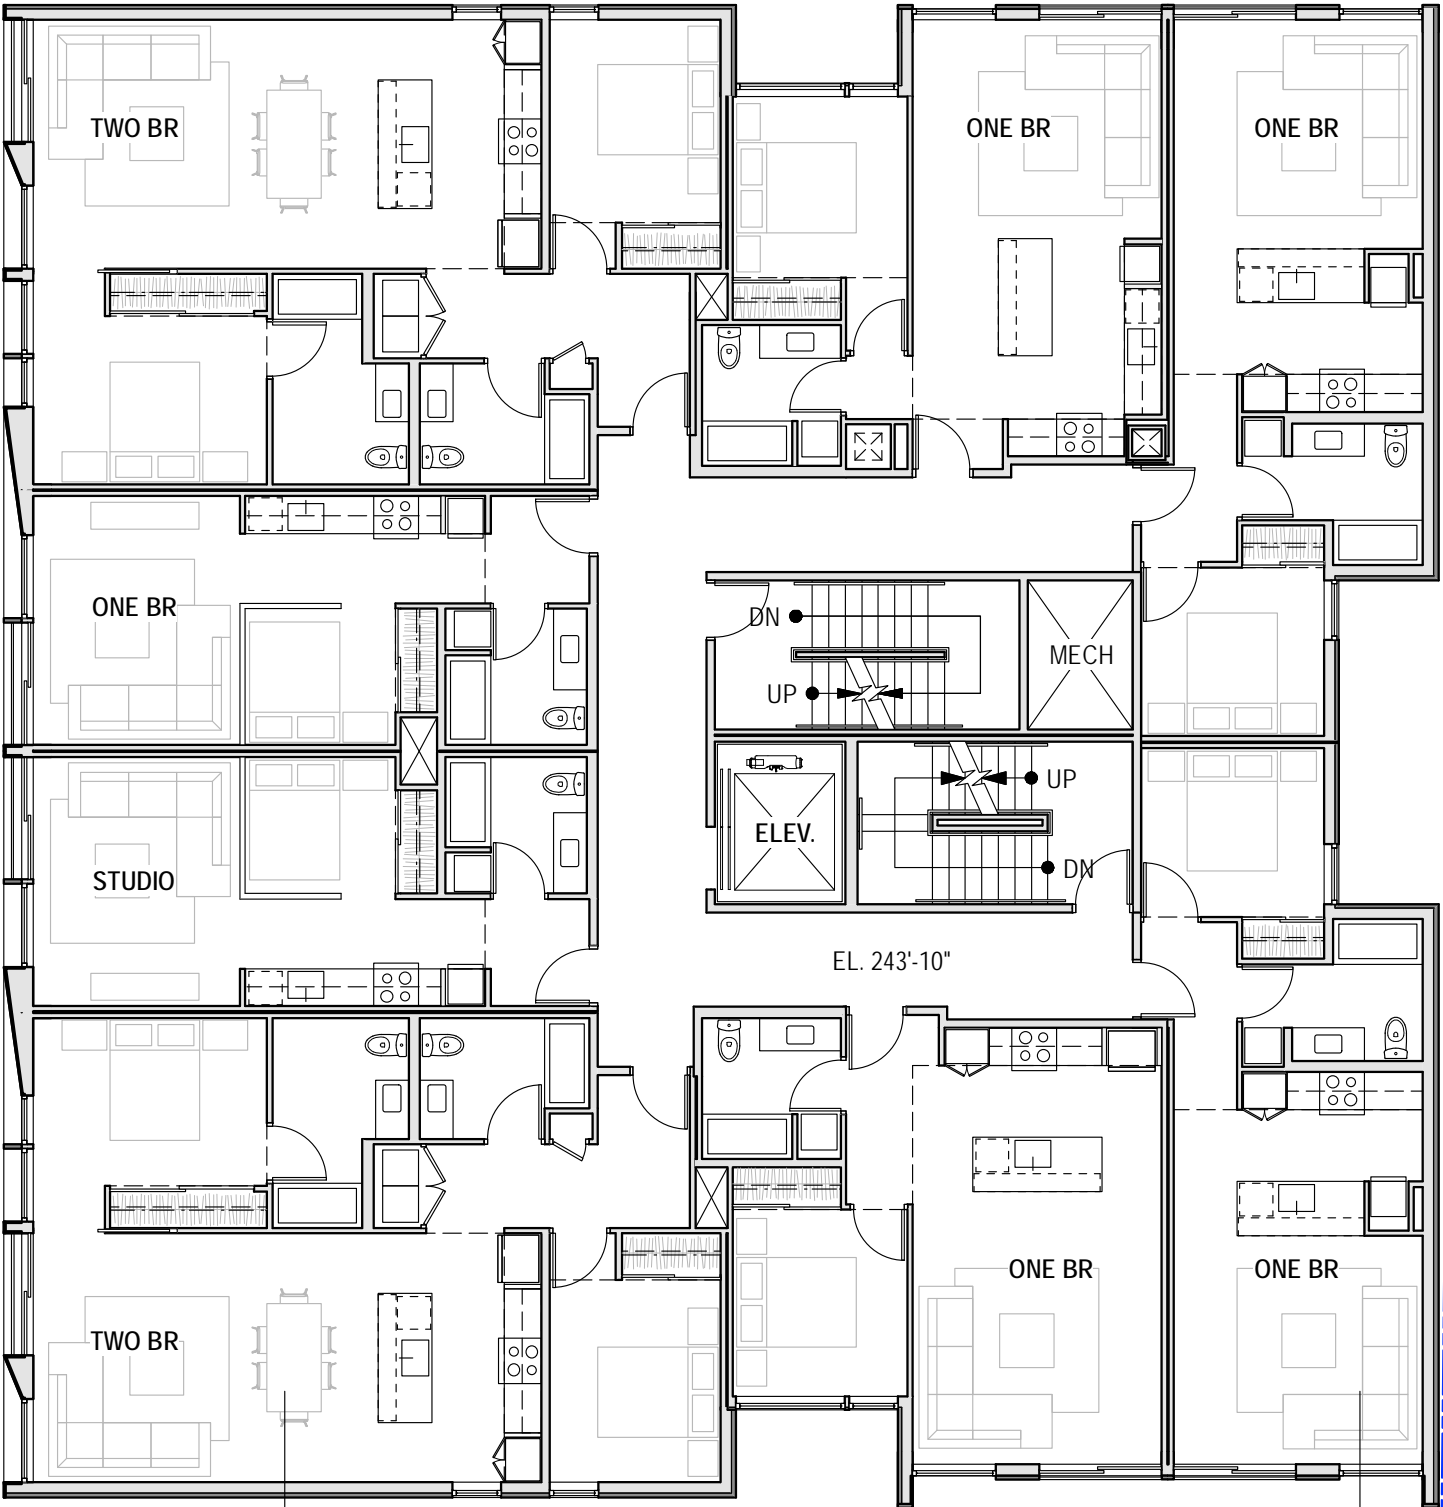 TWO BR
ONE BR
ONE BR
ONE BR
DN
UP
MECH
UP
ELEV.
DN
STUDIO
EL. 243'-10"
TWO BR
ONE BR
ONE BR